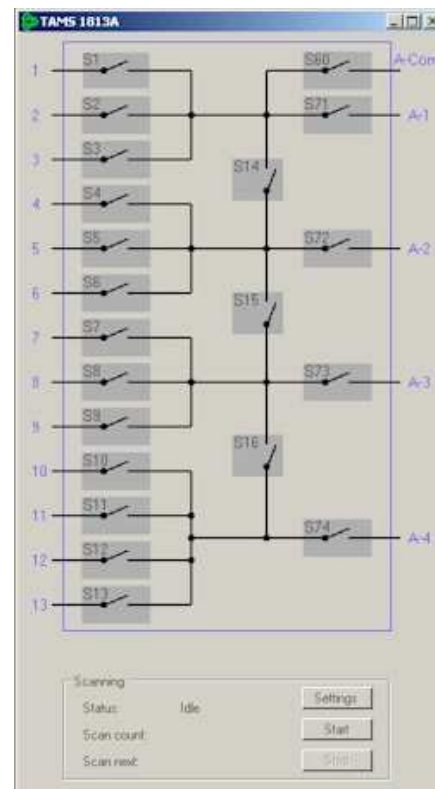 TAMS 1813A
1 S1 S60 A-Com
2 S2 S71 A-1
3 S3
S14
4 S4
5 S5 S72 A-2
6 S6
S15
7 S7
8 S8 S73 A-3
9 S9
S16
10 S10
11 S11
S74 A-4
12 S12
13 S13
Scanning
Status: Idle
Settings
Scan count:
Start
Scan next:
Stop